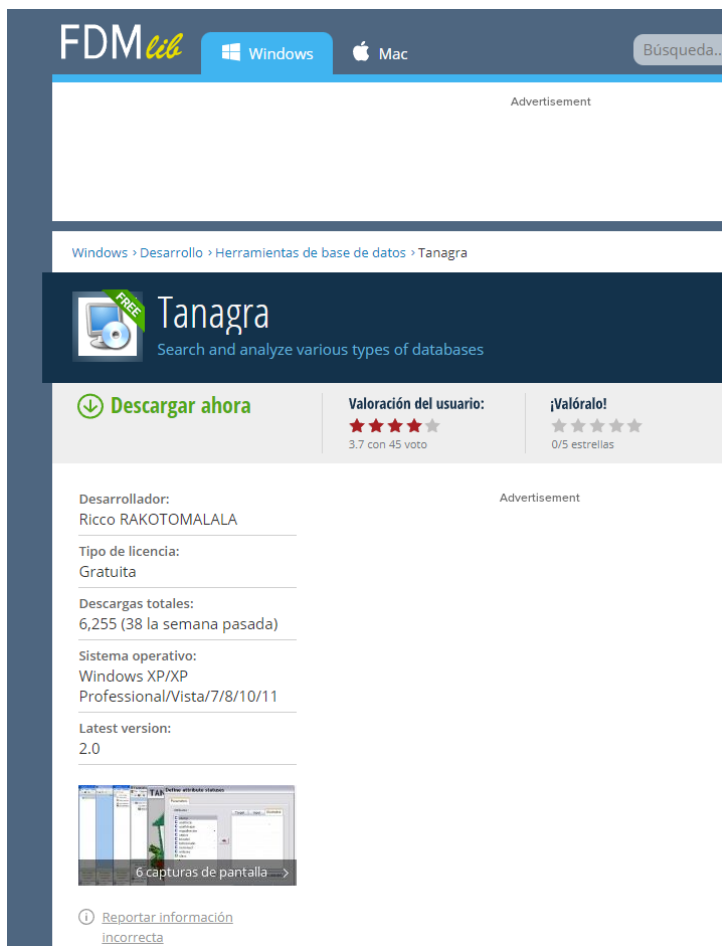 FDMlib
Windows
Mac
Búsqueda..
Advertisement
Windows › Desarrollo › Herramientas de base de datos › Tanagra
FREE
Tanagra
Search and analyze various types of databases
Descargar ahora
Valoración del usuario:
3.7 con 45 voto
¡Valóralo!
0/5 estrellas
Advertisement
Desarrollador:
Ricco RAKOTOMALALA
Tipo de licencia:
Gratuita
Descargas totales:
6,255 (38 la semana pasada)
Sistema operativo:
Windows XP/XP
Professional/Vista/7/8/10/11
Latest version:
2.0
TAN
Define attribute statuses
6 capturas de pantalla
Reportar información
incorrecta